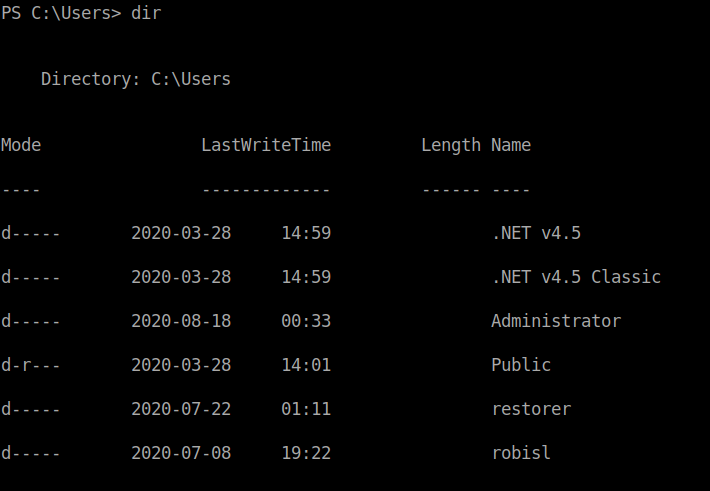 PS C:\Users> dir
    Directory: C:\Users
Mode                LastWriteTime         Length Name
----                -------------         ------ ----
d-----       2020-03-28     14:59                .NET v4.5
d-----       2020-03-28     14:59                .NET v4.5 Classic
d-----       2020-08-18     00:33                Administrator
d-r---       2020-03-28     14:01                Public
d-----       2020-07-22     01:11                restorer
d-----       2020-07-08     19:22                robisl